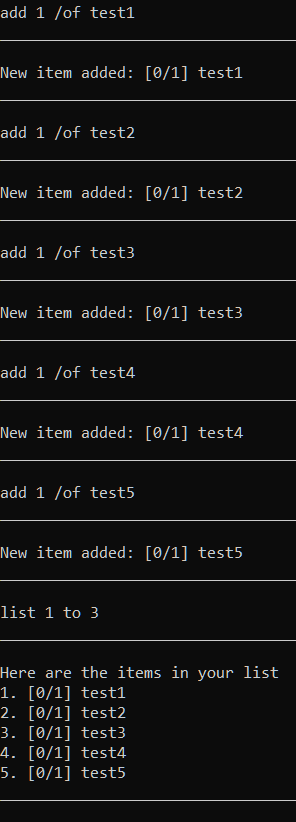 add 1 /of test1
New item added: [0/1] test1
add 1 /of test2
New item added: [0/1] test2
add 1 /of test3
New item added: [0/1] test3
add 1 /of test4
New item added: [0/1] test4
add 1 /of test5
New item added: [0/1] test5
list 1 to 3
Here are the items in your list
1. [0/1] test1
2. [0/1] test2
3. [0/1] test3
4. [0/1] test4
5. [0/1] test5